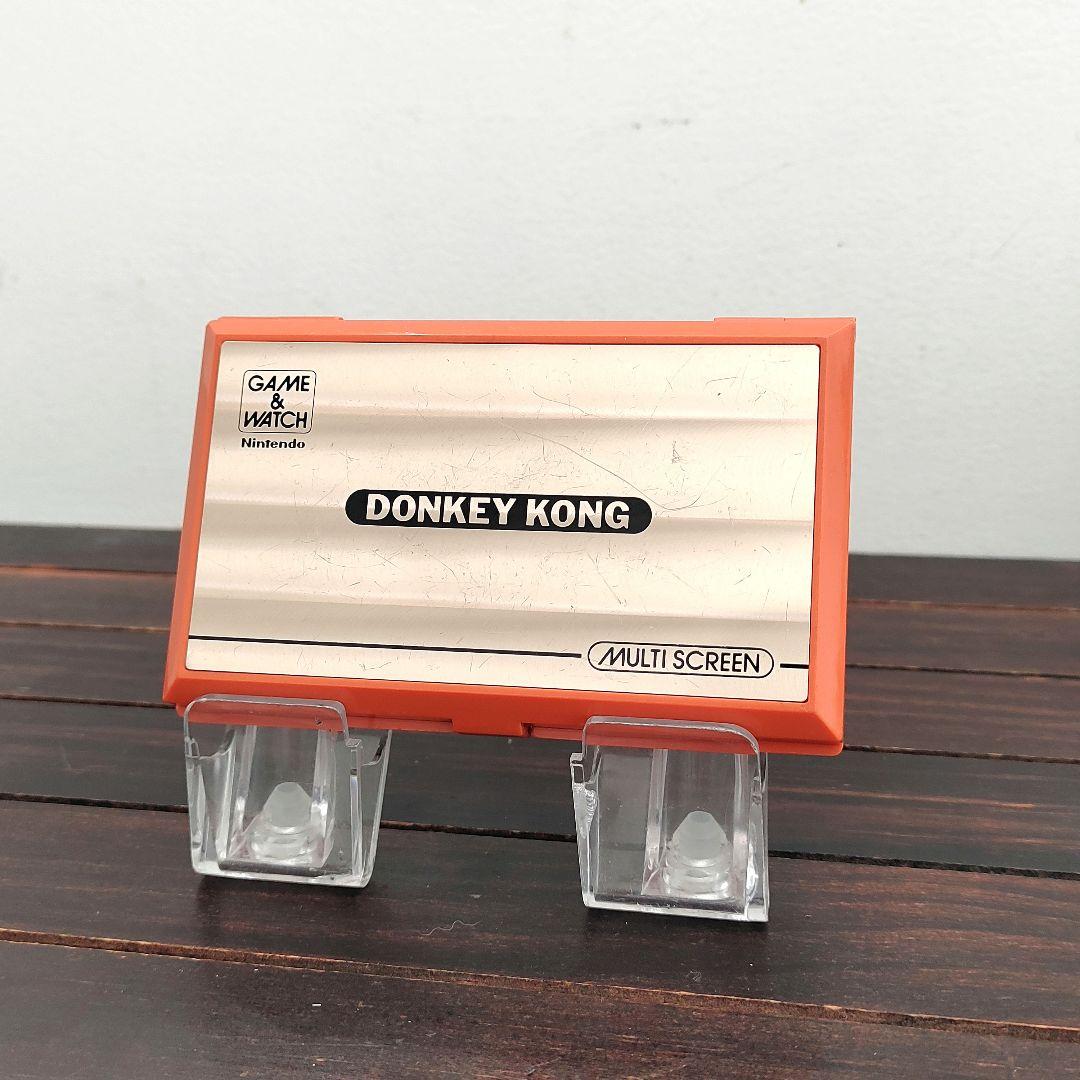 GAME
&
WATCH
Nintendo
DONKEY KONG
MULTI SCREEN